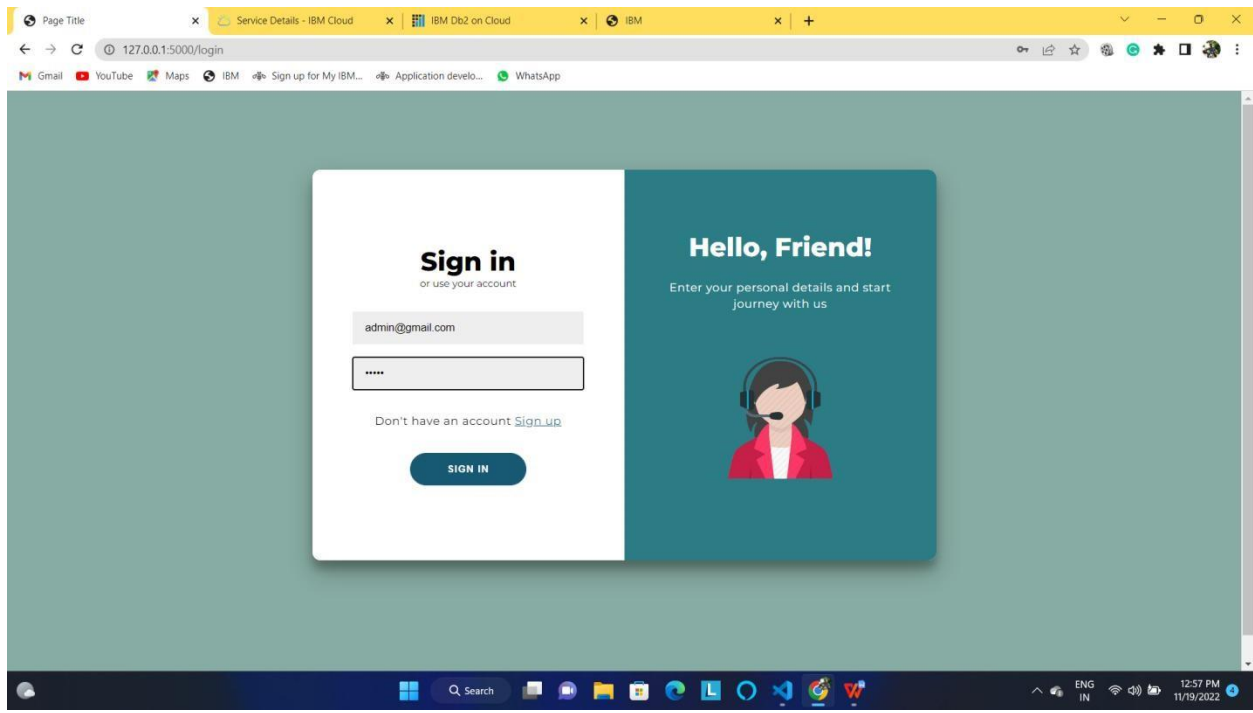 Page Title
Service Details - IBM Cloud
IBM Db2 on Cloud
IBM
127.0.0.1:5000/login
Gmail YouTube Maps IBM Sign up for My IBM... Application develo... WhatsApp
Sign in
or use your account
admin@gmail.com
•••••
Don't have an account Sign up
SIGN IN
Hello, Friend!
Enter your personal details and start
journey with us
Search
ENG
IN
12:57 PM
11/19/2022
4